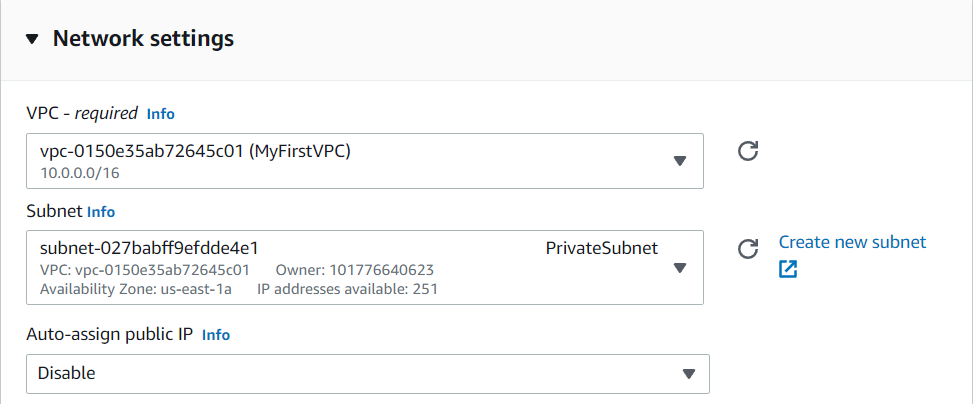 Network settings
VPC - required Info
vpc-0150e35ab72645c01 (MyFirstVPC)
10.0.0.0/16
Subnet Info
subnet-027babff9efdde4e1 PrivateSubnet
VPC: vpc-0150e35ab72645c01 Owner: 101776640623
Availability Zone: us-east-1a IP addresses available: 251
Create new subnet
Auto-assign public IP Info
Disable